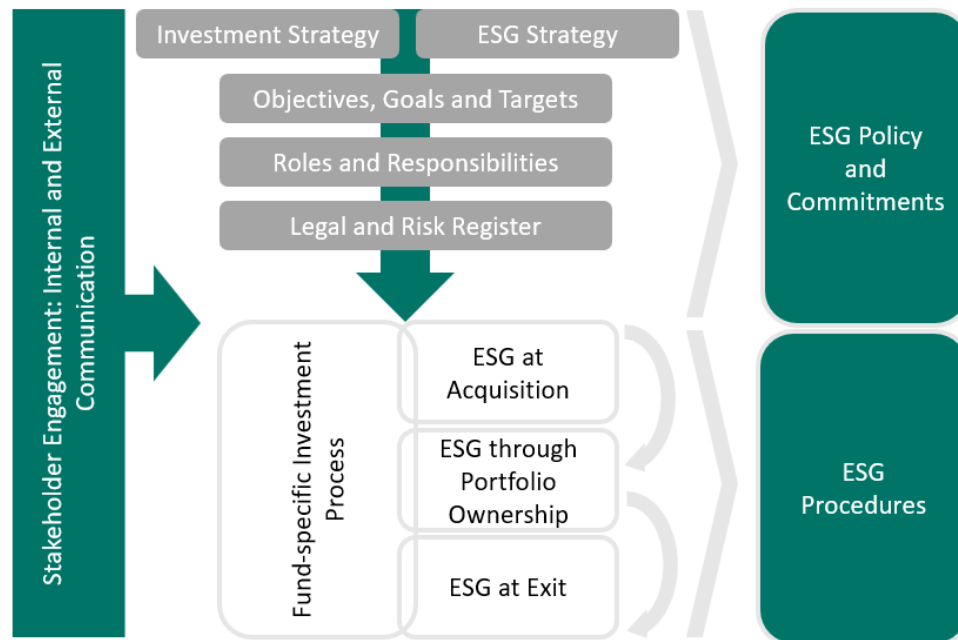 Stakeholder Engagement: Internal and External
Communication
Investment Strategy
ESG Strategy
Objectives, Goals and Targets
Roles and Responsibilities
Legal and Risk Register
Fund-specific Investment
Process
ESG at
Acquisition
ESG through
Portfolio
Ownership
ESG at Exit
ESG Policy
and
Commitments
ESG
Procedures